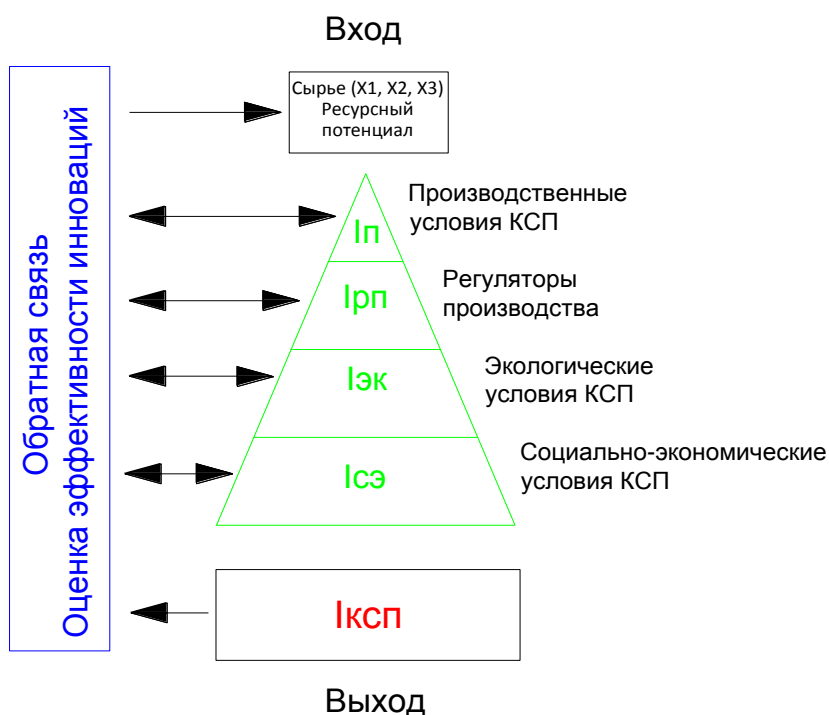 Вход
Обратная связь
Оценка эффективности инноваций
Сырье (X1, X2, X3)
Ресурсный
потенциал
Iп
Производственные
условия КСП
Iрп
Регуляторы
производства
Iэк
Экологические
условия КСП
Iсэ
Социально-экономические
условия КСП
Iксп
Выход